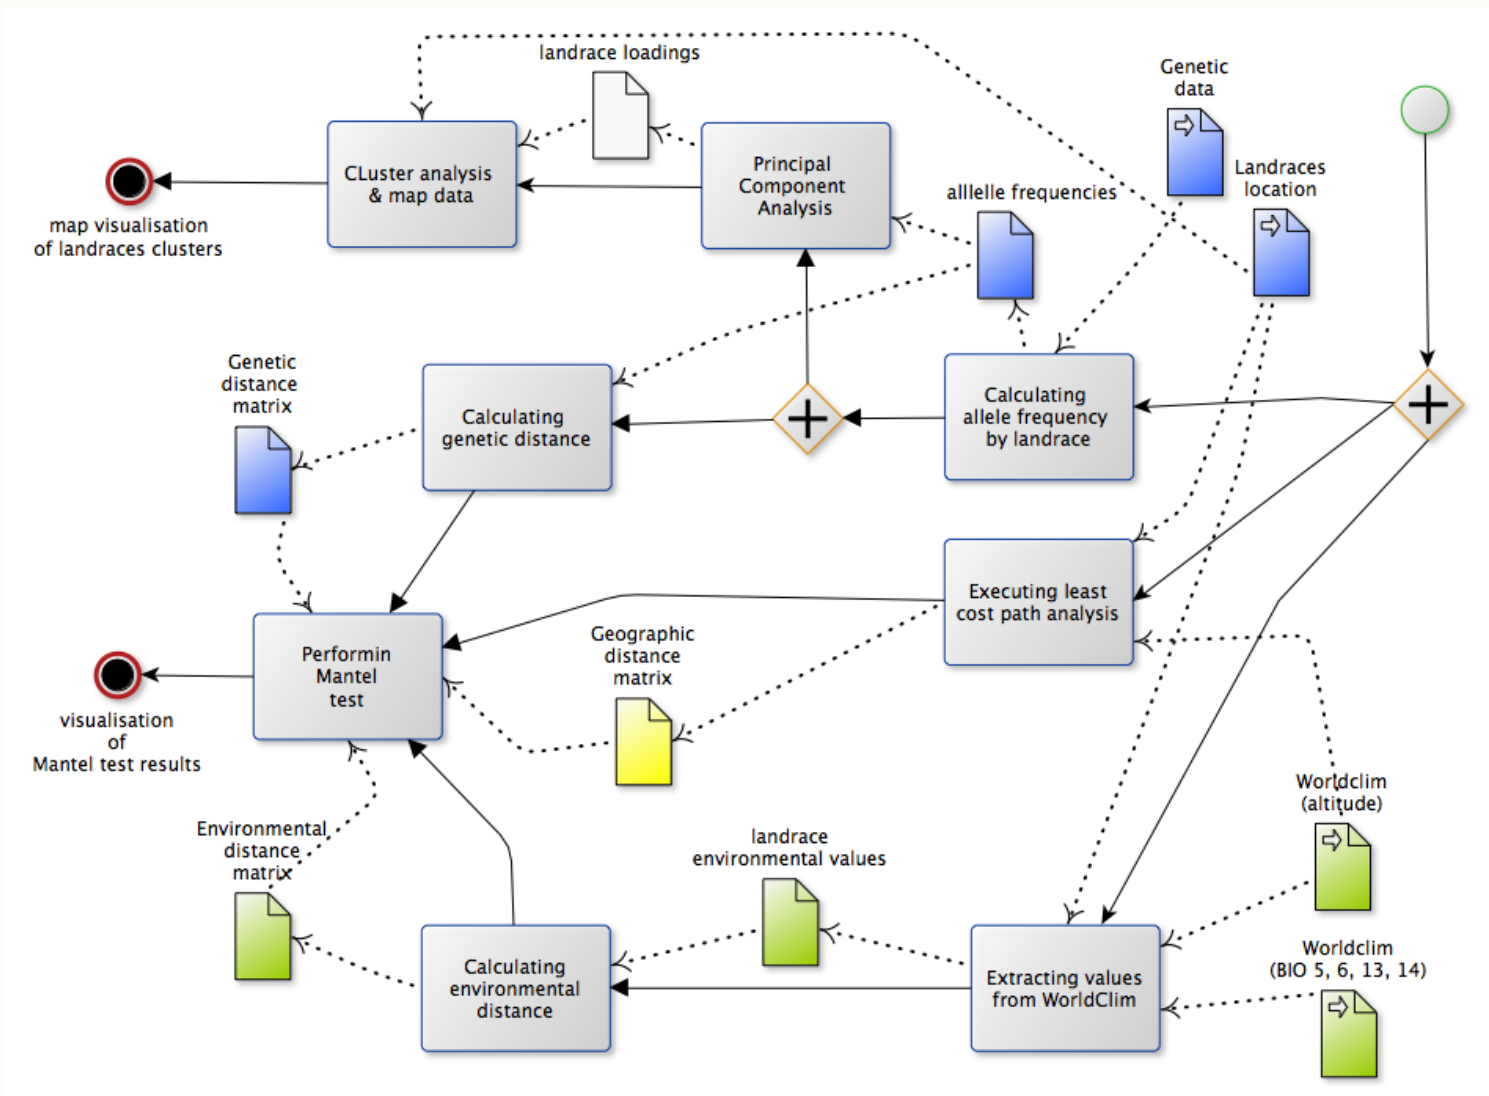 landrace loadings
Genetic
data
CLuster analysis
& map data
Principal
Component
Analysis
Landraces
location
alllelle frequencies
map visualisation
of landraces clusters
Genetic
distance
matrix
Calculating
genetic distance
Calculating
allele frequency
by landrace
Executing least
cost path analysis
Geographic
distance
matrix
Performin
Mantel
test
visualisation
of
Mantel test results
Worldclim
(altitude)
Environmental
distance
matrix
landrace
environmental values
Worldclim
(BIO 5, 6, 13, 14)
Calculating
environmental
distance
Extracting values
from WorldClim